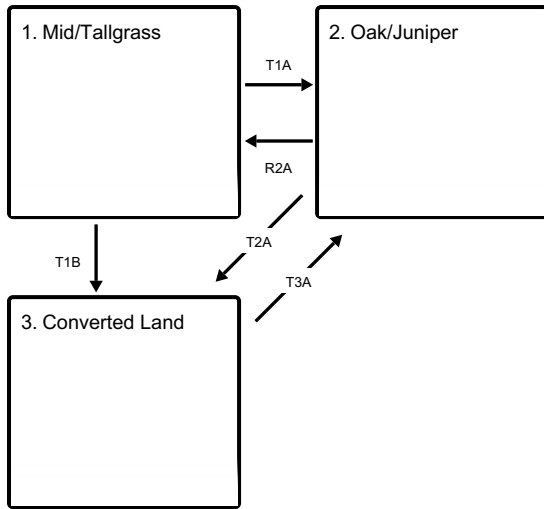 1. Mid/Tallgrass
2. Oak/Juniper
T1A
R2A
T1B
T2A
T3A
3. Converted Land